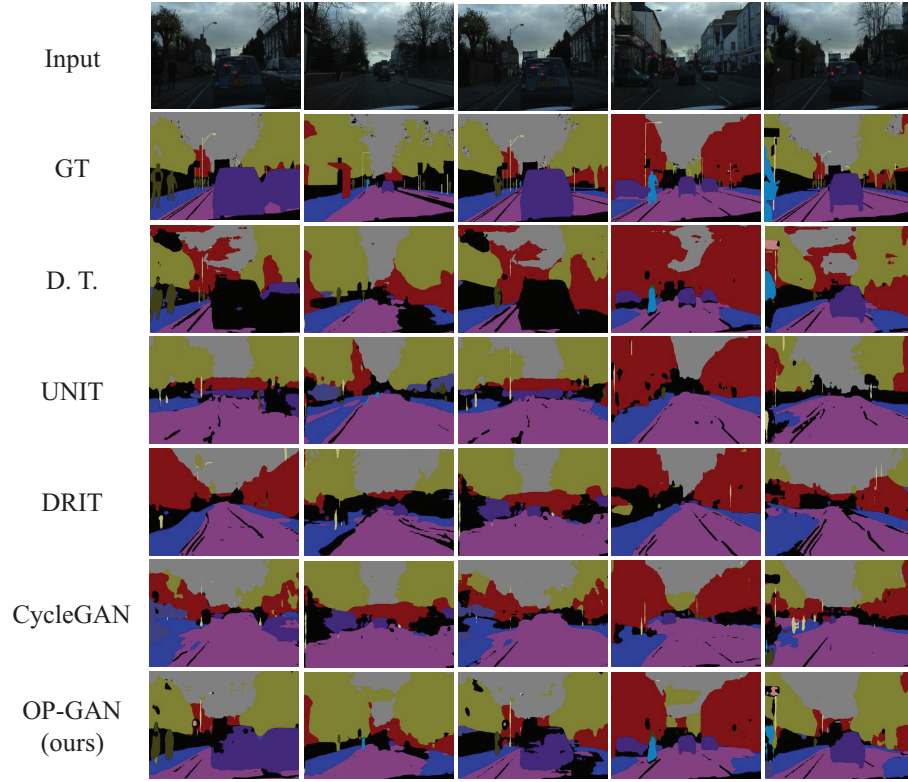 Input
GT
D. T.
UNIT
DRIT
CycleGAN
OP-GAN
(ours)